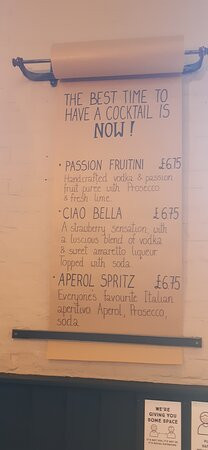 THE BEST TIME TO
HAVE A COCKTAIL IS
NOW!
· PASSION FRUITINI £6.75
Handcrafted vodka & passion
fruit puree with Prosecco
& fresh lime.
· CIAO BELLA £6.75
A strawberry sensation, with
a luscious blend of vodka
& sweet amaretto liqueur
topped with soda
· APEROL SPRITZ £6.75
Everyones favourite Italian
aperitivo Aperol, Prosecco,
soda
WE'RE
GIVING YOU
SOME SPACE